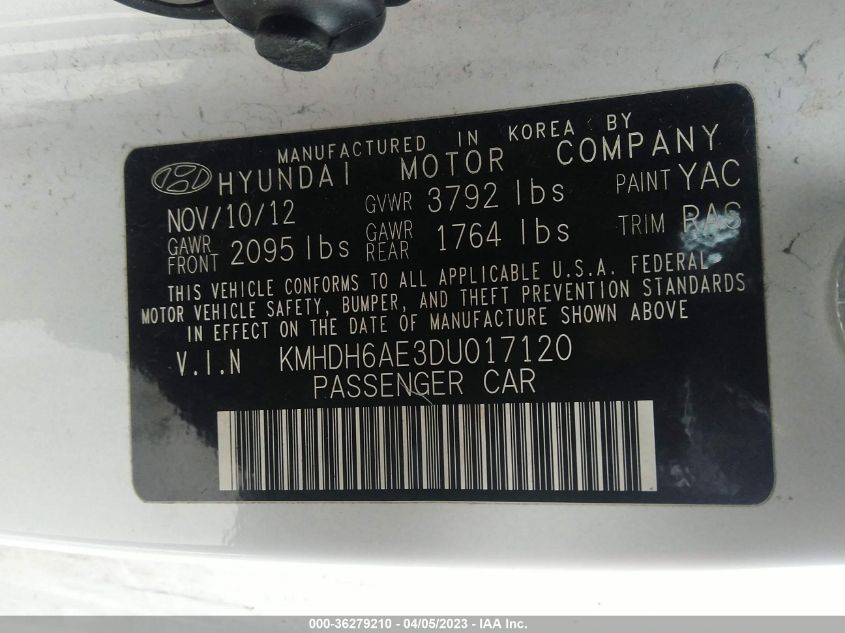 MANUFACTURED IN KOREA BY
HYUNDAI MOTOR COMPANY
NOV/10/12 GVWR 3792 lbs PAINT YAC
GAWR FRONT 2095 lbs GAWR REAR 1764 lbs TRIM RAS
THIS VEHICLE CONFORMS TO ALL APPLICABLE U.S.A. FEDERAL
MOTOR VEHICLE SAFETY, BUMPER, AND THEFT PREVENTION STANDARDS
IN EFFECT ON THE DATE OF MANUFACTURE SHOWN ABOVE
V.I.N KMHDH6AE3DU017120
PASSENGER CAR
000-36279210 - 04/05/2023 - IAA Inc.